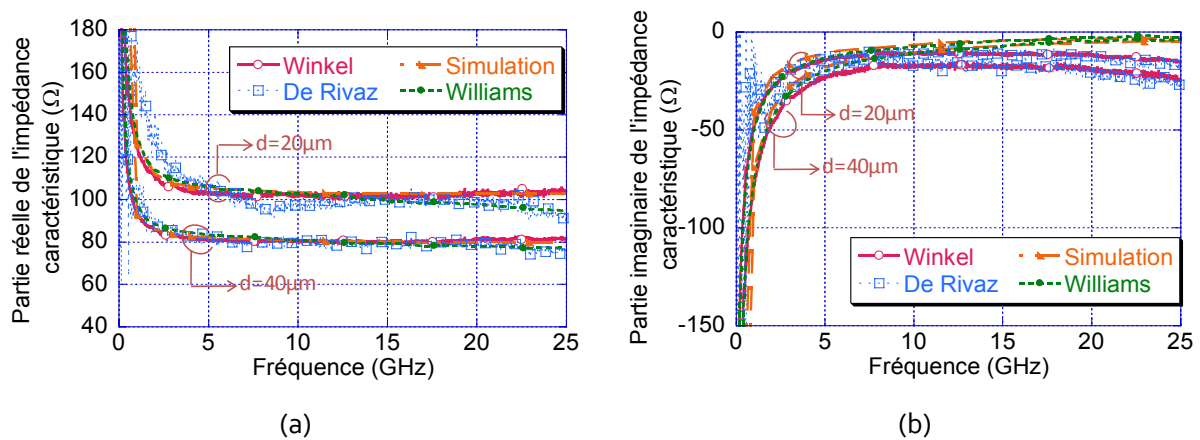 Partie réelle de l'impédance
caractéristique (Ω)
180
160
140
120
100
80
60
40
Winkel
Simulation
De Rivaz
Williams
d=20µm
d=40µm
0
5
10
15
20
25
Fréquence (GHz)
(a)
Partie imaginaire de l'impédance
caractéristique (Ω)
-0
-50
-100
-150
d=20µm
d=40µm
Winkel
Simulation
De Rivaz
Williams
0
5
10
15
20
25
Fréquence (GHz)
(b)